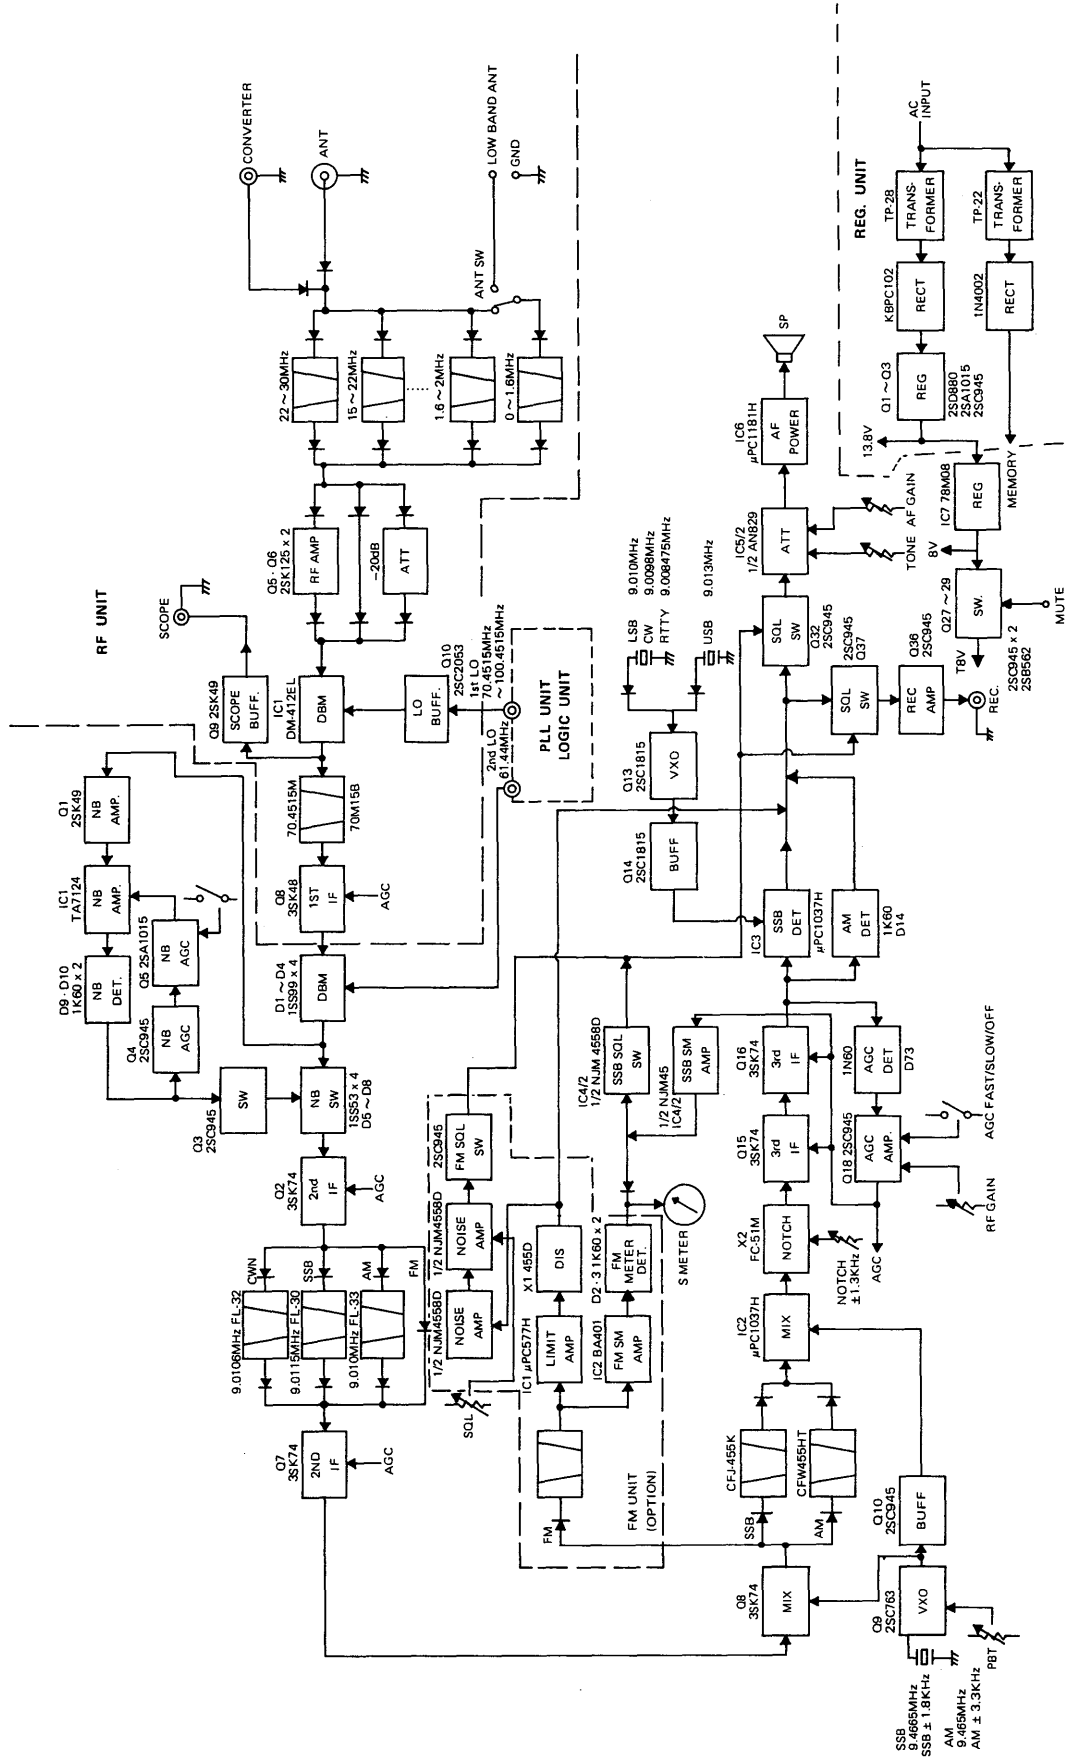 RF UNIT
CONVERTER
ANT
LOW BAND ANT
GND
ANT SW
22～30MHz
15～22MHz
1.6～2MHz
0～1.6MHz
Q5・Q6
2SK125 x 2
RF AMP
–20dB
ATT
SCOPE
Q9 2SK49
SCOPE
BUFF.
IC1
DM-412EL
DBM
LO
BUFF.
Q10
2SC2053
1st LO
70.4515MHz
～100.4515MHz
2nd LO
61.44MHz
PLL UNIT
LOGIC UNIT
70.4515M
70M15B
Q8
3SK48
1ST
IF
AGC
D1～D4
1SS99 x 4
DBM
Q1
2SK49
NB
AMP.
IC1
TA7124
NB
AMP.
D9・D10
1K60 x 2
NB
DET.
Q5 2SA1015
NB
AGC
Q4
2SC945
NB
AGC
Q3
2SC945
SW
NB
SW
1SS53 x 4
D5～D8
Q2
3SK74
2nd
IF
AGC
CWN
SSB
AM
FM
9.0106MHz FL-32
9.0115MHz FL-30
9.010MHz FL-33
Q7
3SK74
2ND
IF
AGC
2SC945
FM SQL
SW
1/2 NJM4558D
NOISE
AMP
1/2 NJM4558D
NOISE
AMP
SQL
X1 455D
DIS
IC1 μPC577H
LIMIT
AMP
D2・3 1K60 x 2
FM
METER
DET.
IC2 BA401
FM SM
AMP
FM
FM UNIT
(OPTION)
S METER
IC4/2
1/2 NJM 4558D
SSB SQL
SW
1/2 NJM45
IC4/2
SSB SM
AMP
LSB
CW
RTTY
9.010MHz
9.0098MHz
9.008475MHz
USB
9.013MHz
Q13
2SC1815
VXO
Q14
2SC1815
BUFF
IC3
SSB
DET
μPC1037H
AM
DET
1K60
D14
Q16
3SK74
3rd
IF
Q15
3SK74
3rd
IF
1N60
AGC
DET
D73
Q18 2SC945
AGC
AMP.
AGC FAST/SLOW/OFF
RF GAIN
AGC
X2
FC-51M
NOTCH
NOTCH
±1.3KHz
IC2
μPC1037H
MIX
CFJ-455K
CFW455HT
SSB
AM
Q8
3SK74
MIX
Q10
2SC945
BUFF
Q9
2SC763
VXO
PBT
SSB
9.4665MHz
SSB ± 1.8KHz
AM
9.465MHz
AM ± 3.3KHz
SQL
SW
Q32
2SC945
2SC945
Q37
SQL
SW
Q36
2SC945
REC
AMP
REC.
IC5/2
1/2 AN829
ATT
TONE
AF GAIN
IC6
μPC1181H
AF
POWER
SP
REG. UNIT
AC
INPUT
TP-28
TRANS-
FORMER
TP-22
TRANS-
FORMER
KBPC102
RECT
1N4002
RECT
Q1～Q3
REG
2SD880
2SA1015
2SC945
13.8V
MEMORY
IC7 78M08
REG
8V
Q27～29
SW.
T8V
2SC945 x 2
2SB562
MUTE